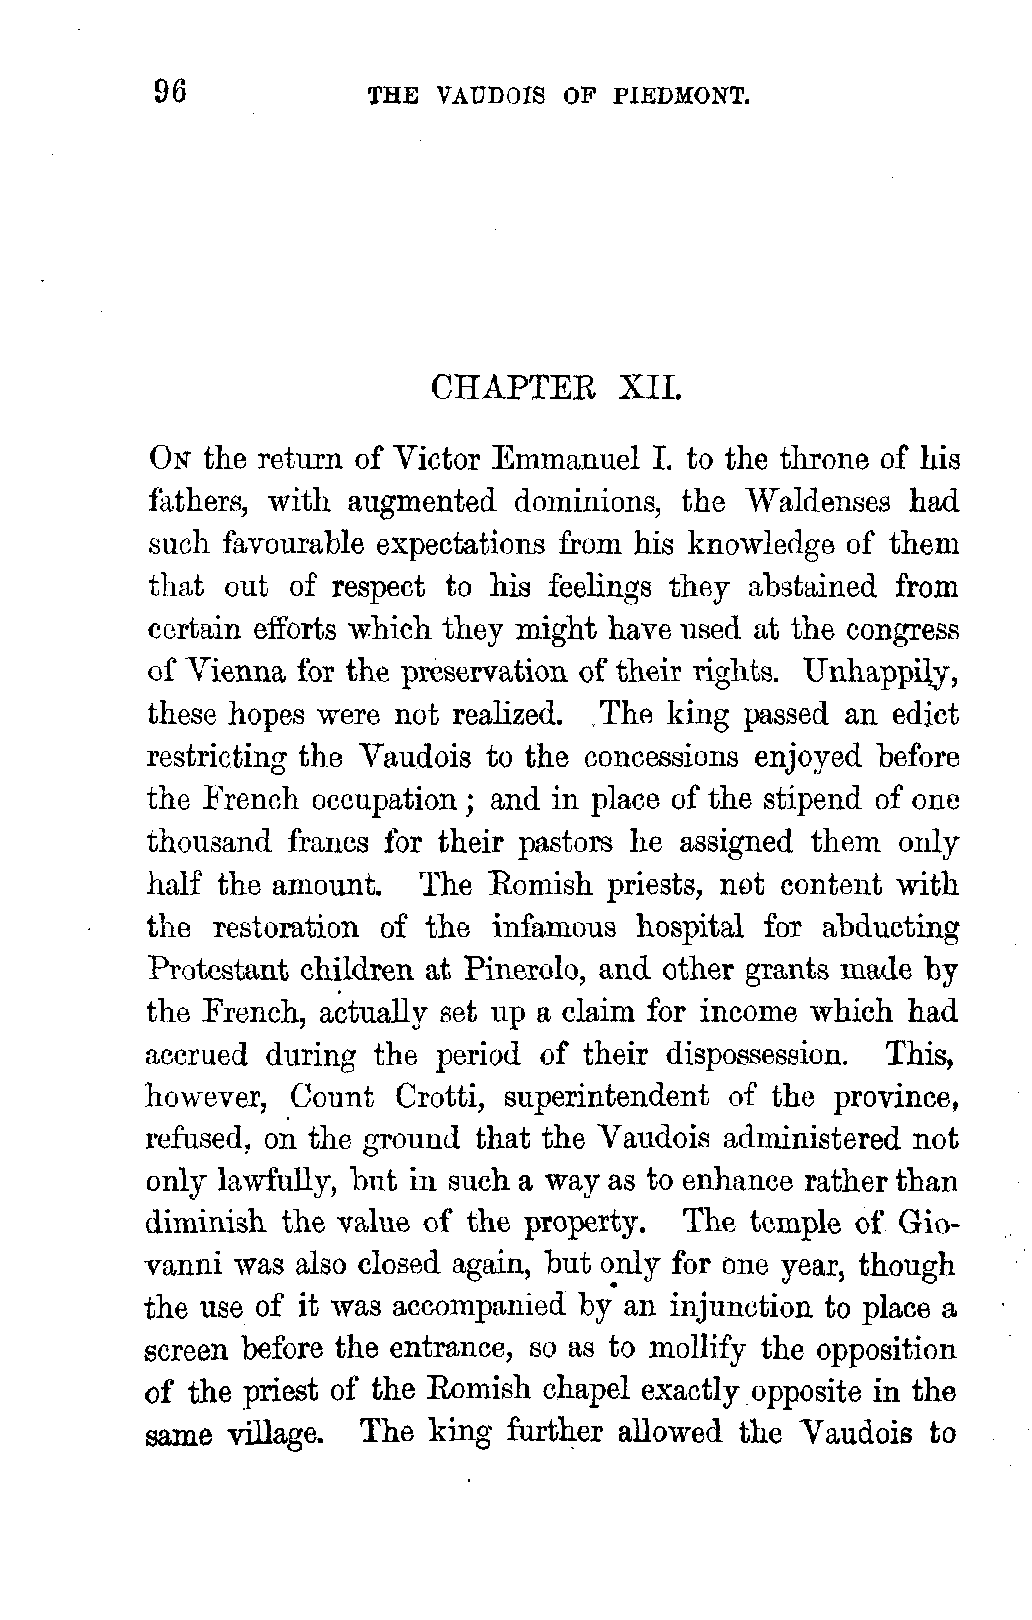 96 THE VAUDOIS OF PIEDMONT.
CHAPTER XII.
ON the return of Victor Emmanuel I. to the throne of his
fathers, with augmented dominions, the Waldenses had
such favourable expectations from his knowledge of them
that out of respect to his feelings they abstained from
certain efforts which they might have used at the congress
of Vienna for the preservation of their rights. Unhappily,
these hopes were not realized. The king passed an edict
restricting the Vaudois to the concessions enjoyed before
the French occupation; and in place of the stipend of one
thousand francs for their pastors he assigned them only
half the amount. The Romish priests, not content with
the restoration of the infamous hospital for abducting
Protestant children at Pinerolo, and other grants made by
the French, actually set up a claim for income which had
accrued during the period of their dispossession. This,
however, Count Crotti, superintendent of the province,
refused, on the ground that the Vaudois administered not
only lawfully, but in such a way as to enhance rather than
diminish the value of the property. The temple of Gio-
vanni was also closed again, but only for one year, though
the use of it was accompanied by an injunction to place a
screen before the entrance, so as to mollify the opposition
of the priest of the Romish chapel exactly opposite in the
same village. The king further allowed the Vaudois to